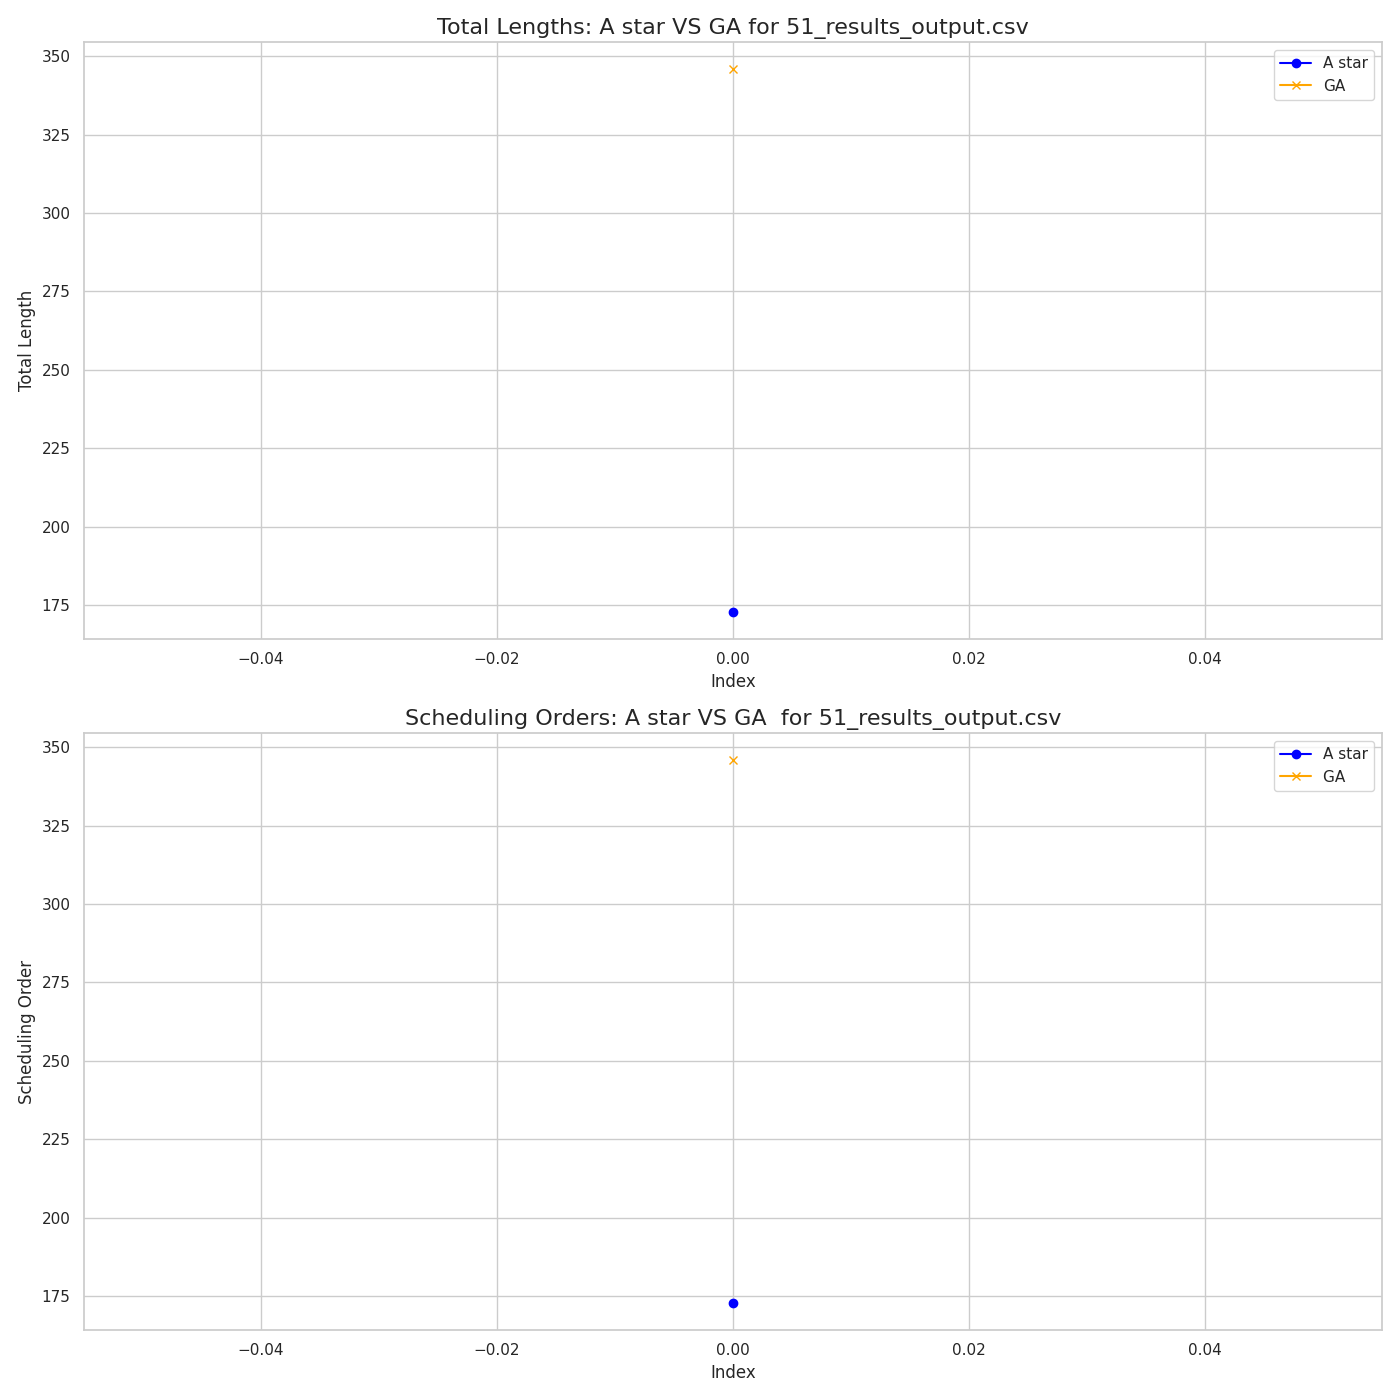 Total Lengths: A star VS GA for 51_results_output.csv
350
325
300
275
250
225
200
175
Total Length
A star
GA
−0.04
−0.02
0.00
0.02
0.04
Index
Scheduling Orders: A star VS GA  for 51_results_output.csv
350
325
300
275
250
225
200
175
Scheduling Order
A star
GA
−0.04
−0.02
0.00
0.02
0.04
Index